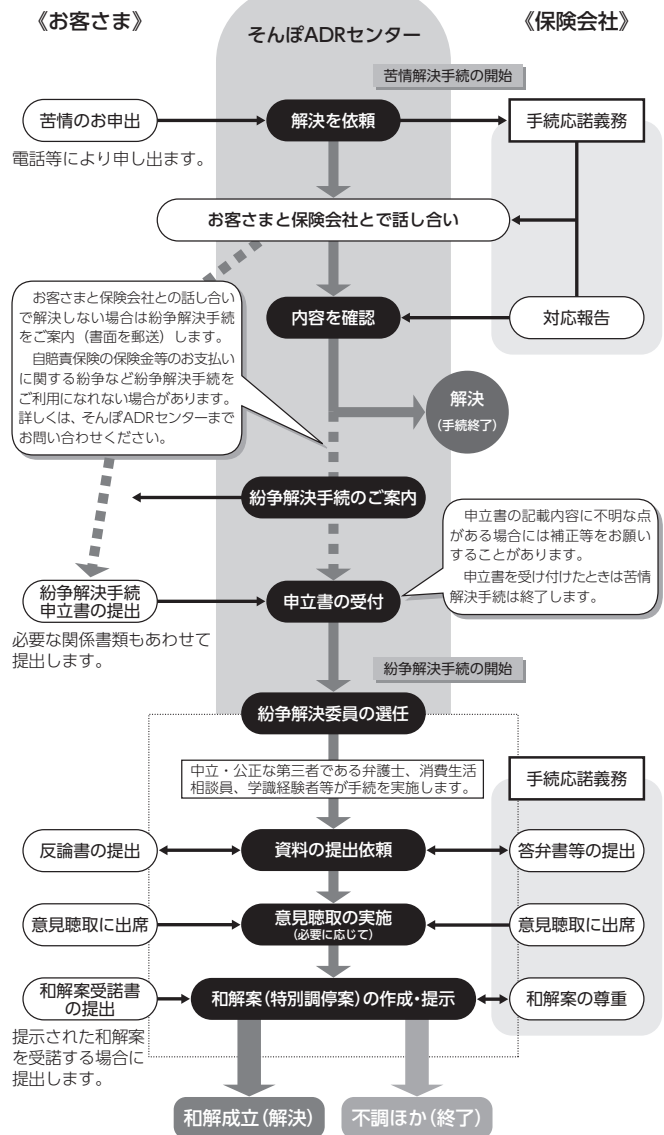 《お客さま》
そんぽADRセンター
《保険会社》
苦情解決手続の開始
苦情のお申出
解決を依頼
手続応諾義務
電話等により申し出ます。
お客さまと保険会社とで話し合い
お客さまと保険会社との話し合い
で解決しない場合は紛争解決手続
をご案内（書面を郵送）します。
自賠責保険の保険金等のお支払い
に関する紛争など紛争解決手続を
ご利用になれない場合があります。
詳しくは、そんぽADRセンターまで
お問い合わせください。
内容を確認
対応報告
解決
(手続終了)
紛争解決手続のご案内
申立書の記載内容に不明な点
がある場合には補正等をお願い
することがあります。
申立書を受け付けたときは苦情
解決手続は終了します。
紛争解決手続
申立書の提出
申立書の受付
必要な関係書類もあわせて
提出します。
紛争解決手続の開始
紛争解決委員の選任
中立・公正な第三者である弁護士、消費生活
相談員、学識経験者等が手続を実施します。
手続応諾義務
反論書の提出
資料の提出依頼
答弁書等の提出
意見聴取に出席
意見聴取の実施
(必要に応じて)
意見聴取に出席
和解案受諾書
の提出
和解案(特別調停案)の作成・提示
和解案の尊重
提示された和解案
を受諾する場合に
提出します。
和解成立(解決)
不調ほか(終了)